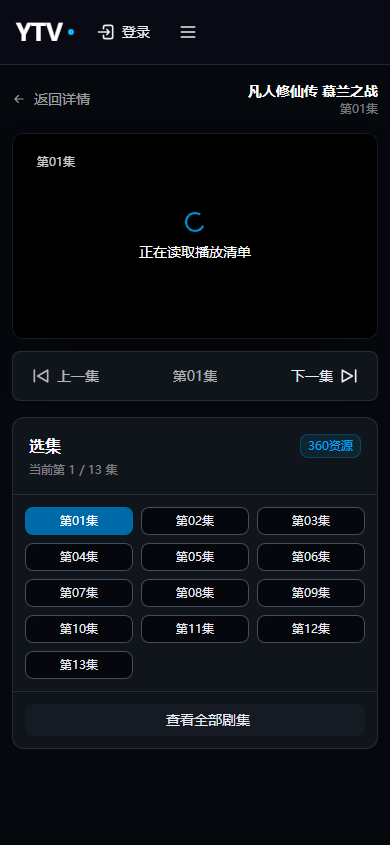 YTV 登录
返回详情
凡人修仙传 慕兰之战
第01集
第01集
正在读取播放清单
上一集 第01集 下一集
选集
360资源
当前第 1 / 13 集
第01集 第02集 第03集
第04集 第05集 第06集
第07集 第08集 第09集
第10集 第11集 第12集
第13集
查看全部剧集